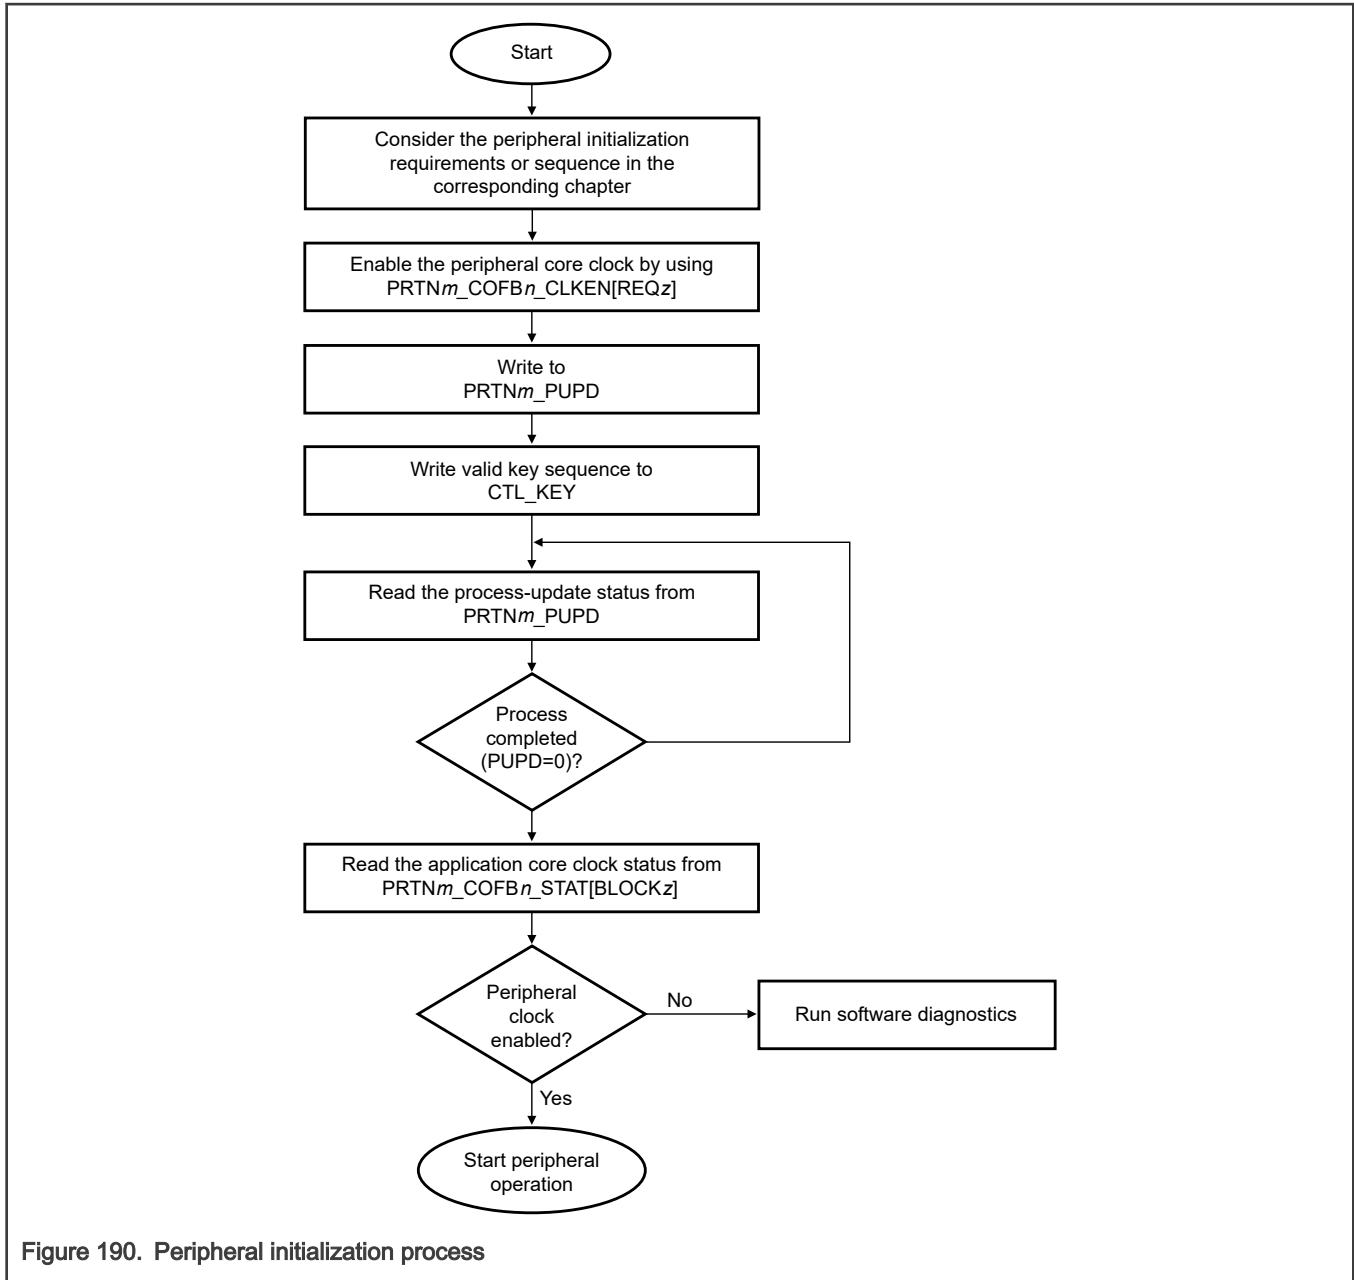 Start
Consider the peripheral initialization
requirements or sequence in the
corresponding chapter
Enable the peripheral core clock by using
PRTNm_COFBn_CLKEN[REQz]
Write to
PRTNm_PUPD
Write valid key sequence to
CTL_KEY
Read the process-update status from
PRTNm_PUPD
Process
completed
(PUPD=0)?
Read the application core clock status from
PRTNm_COFBn_STAT[BLOCKz]
Peripheral
clock
enabled?
No
Run software diagnostics
Yes
Start peripheral
operation
Figure 190. Peripheral initialization process